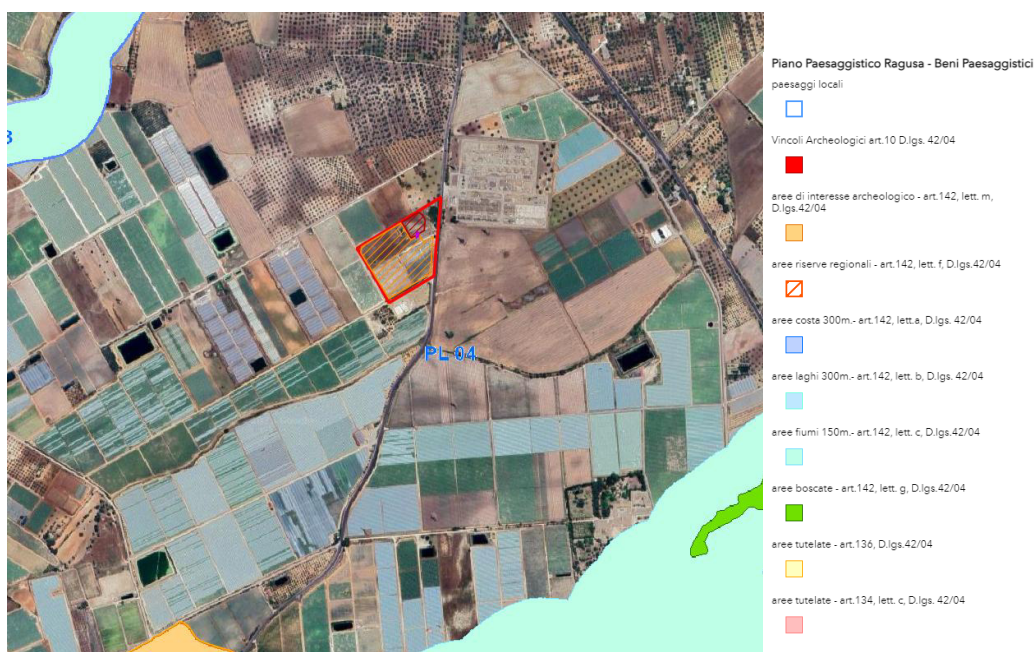 Piano Paesaggistico Ragusa - Beni Paesaggistici
paesaggi locali
Vincoli Archeologici art.10 D.lgs. 42/04
aree di interesse archeologico - art.142, lett. m,
D.lgs.42/04
aree riserve regionali - art.142, lett. f, D.lgs.42/04
aree costa 300m.- art.142, lett.a, D.lgs. 42/04
aree laghi 300m.- art.142, lett. b, D.lgs.42/04
aree fiumi 150m.- art.142, lett. c, D.lgs.42/04
aree boscate - art.142, lett. g, D.lgs.42/04
aree tutelate - art.136, D.lgs.42/04
aree tutelate - art.134, lett. c, D.lgs. 42/04
PL 04